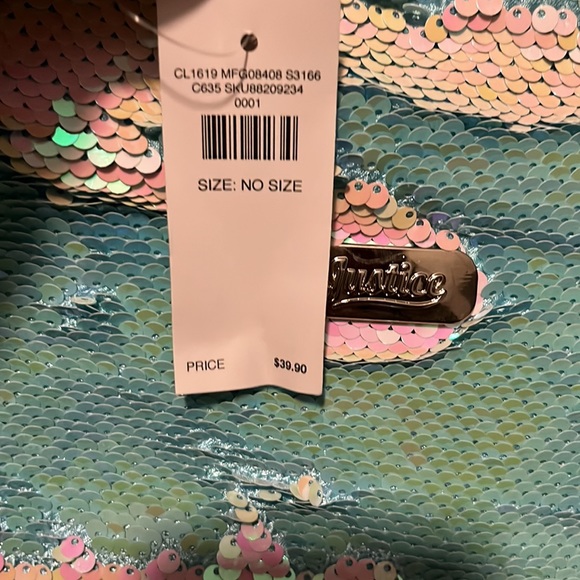 CL1619 MFG08408 S3166
C635 SKU88209234
0001
SIZE: NO SIZE
Justice
PRICE $39.90